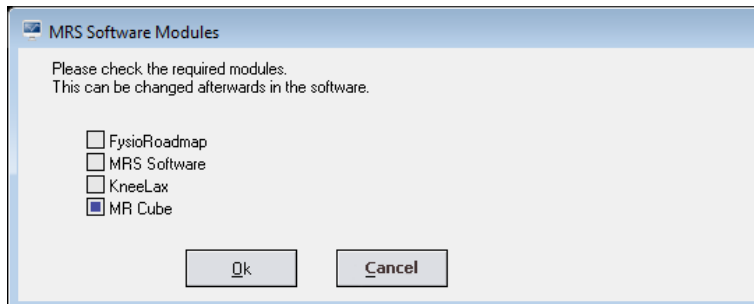 MRS Software Modules
Please check the required modules.
This can be changed afterwards in the software.
FysioRoadmap
MRS Software
KneeLax
MR Cube
Ok
Cancel